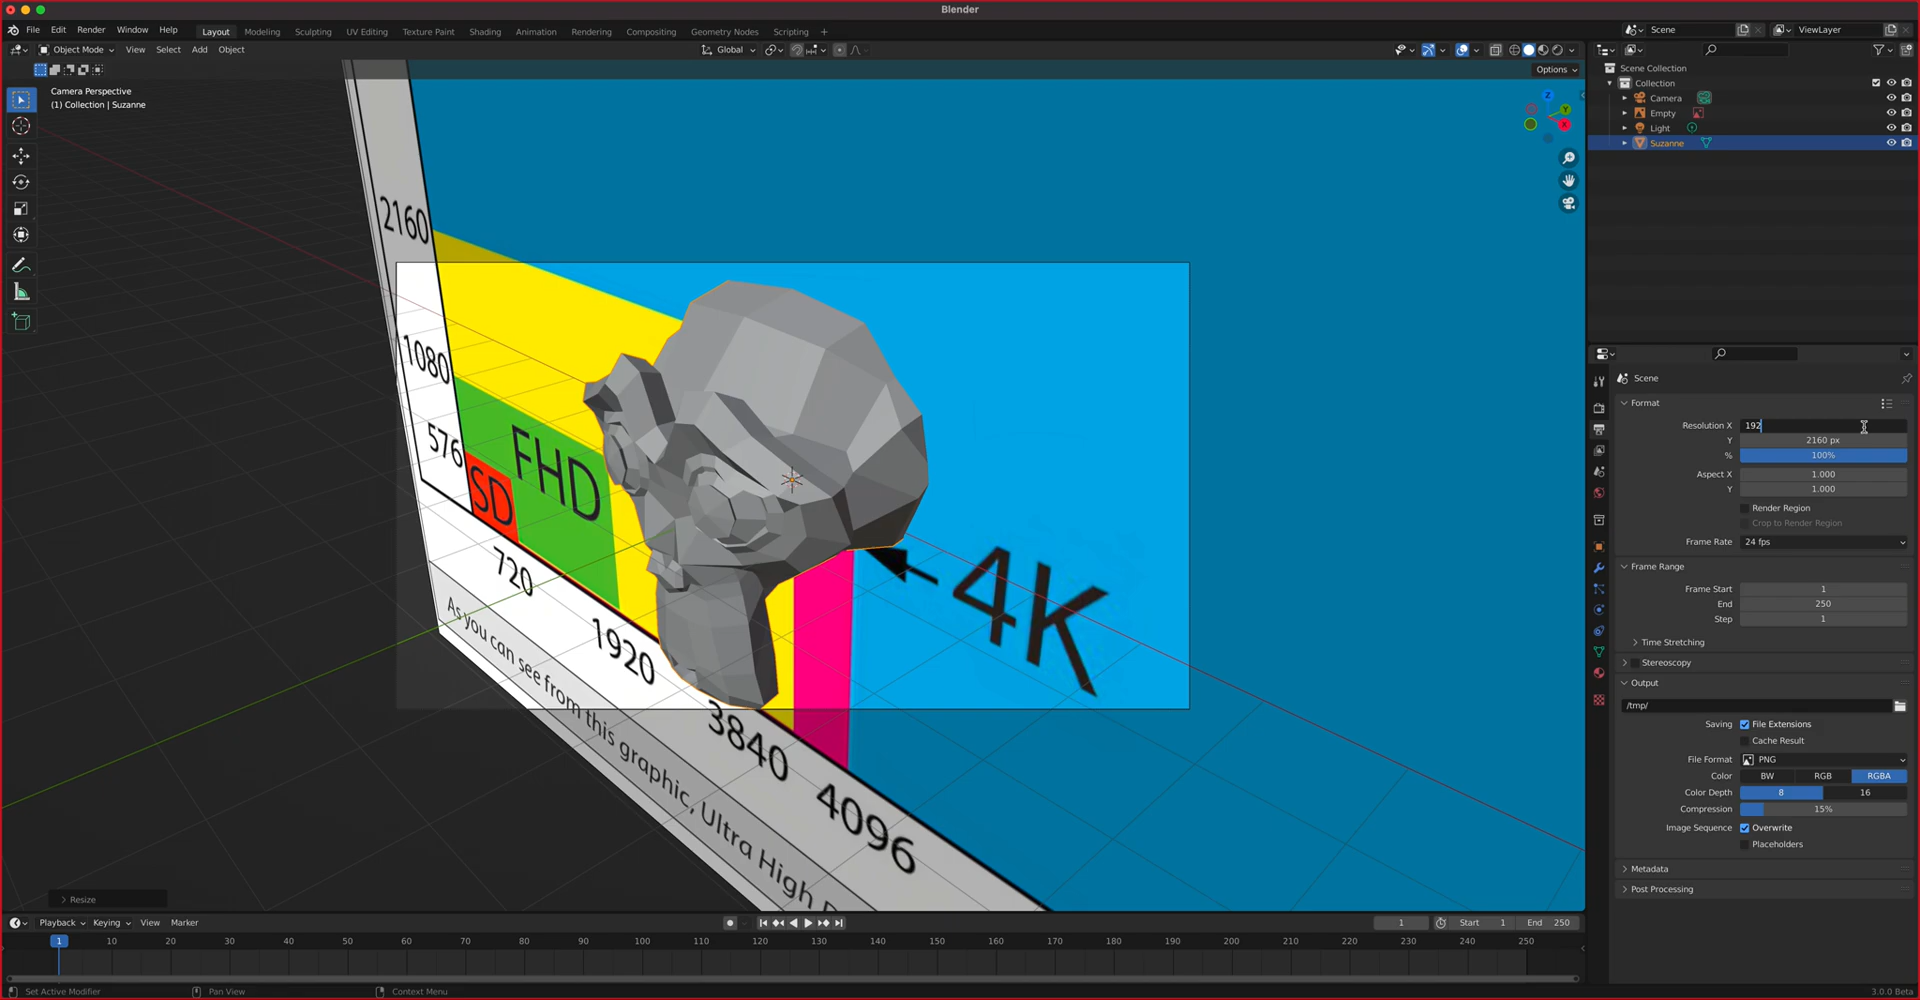 Blender
File Edit Render Window Help Layout Modeling Sculpting UV Editing Texture Paint Shading Animation Rendering Compositing Geometry Nodes Scripting + Scene ViewLayer
Object Mode View Select Add Object Global
Options
Camera Perspective
(1) Collection | Suzanne
Z
Y
X
Scene Collection
Collection
Camera
Empty
Light
Suzanne
2160
1080
576
SD
FHD
4K
720
1920
3840
4096
As you can see from this graphic, Ultra High
Resize
Scene
Format
Resolution X 192
Y 2160 px
% 100%
Aspect X 1.000
Y 1.000
Render Region
Crop to Render Region
Frame Rate 24 fps
Frame Range
Frame Start 1
End 250
Step 1
Time Stretching
Stereoscopy
Output
/tmp/
Saving File Extensions
Cache Result
File Format PNG
Color BW RGB RGBA
Color Depth 8 16
Compression 15%
Image Sequence Overwrite
Placeholders
Metadata
Post Processing
Playback Keying View Marker 1 Start 1 End 250
1 10 20 30 40 50 60 70 80 90 100 110 120 130 140 150 160 170 180 190 200 210 220 230 240 250
Set Active Modifier Pan View Context Menu 3.0.0 Beta